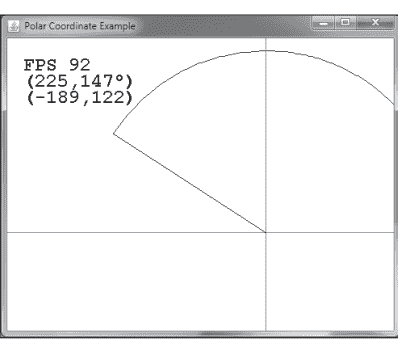 Polar Coordinate Example
FPS 92
(225,147°)
(-189,122)